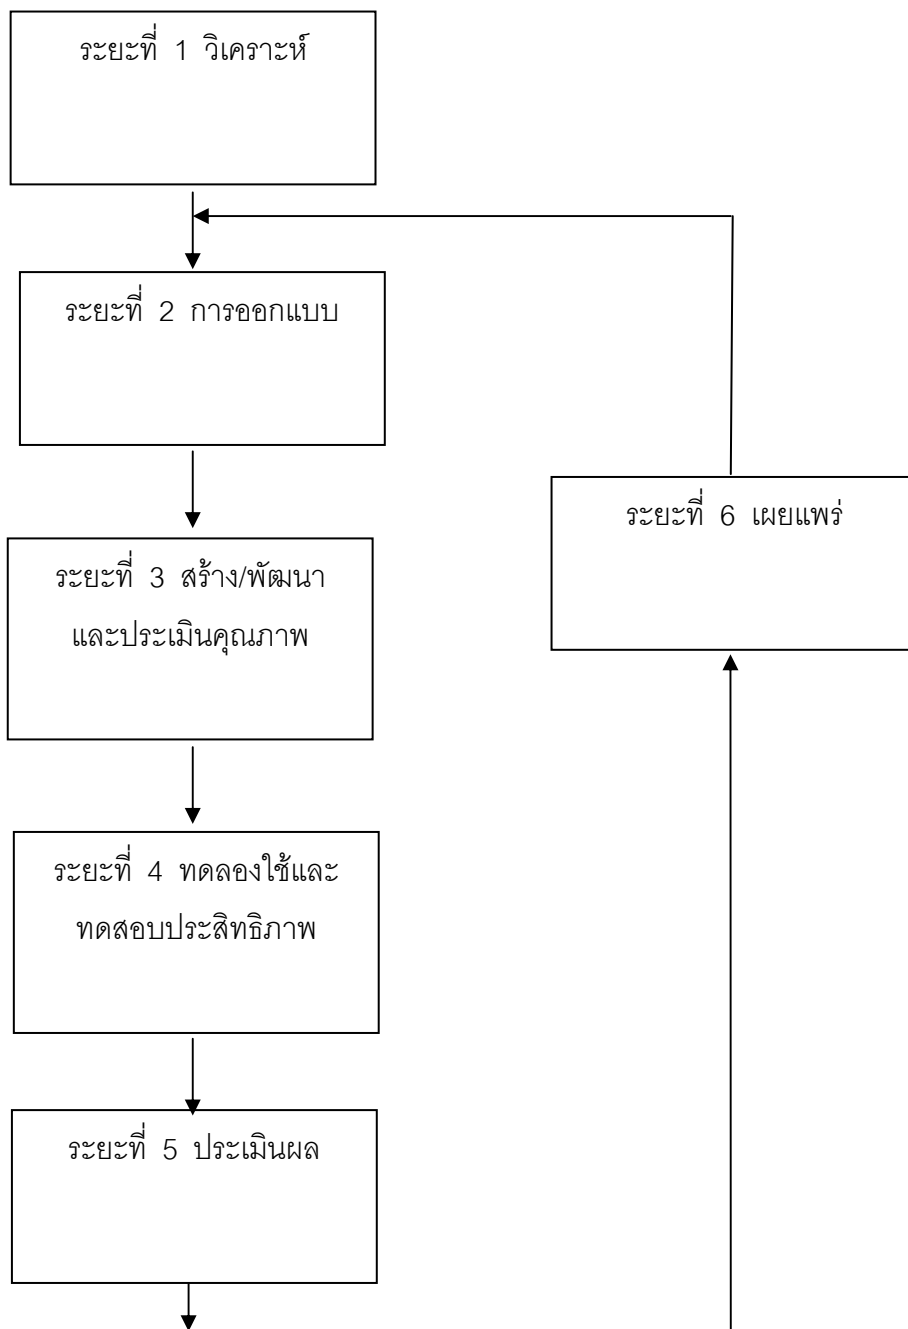 ระยะที่ 1 วิเคราะห์
ระยะที่ 2 การออกแบบ
ระยะที่ 3 สร้าง/พัฒนา
และประเมินคุณภาพ
ระยะที่ 4 ทดลองใช้และ
ทดสอบประสิทธิภาพ
ระยะที่ 5 ประเมินผล
ระยะที่ 6 เผยแพร่